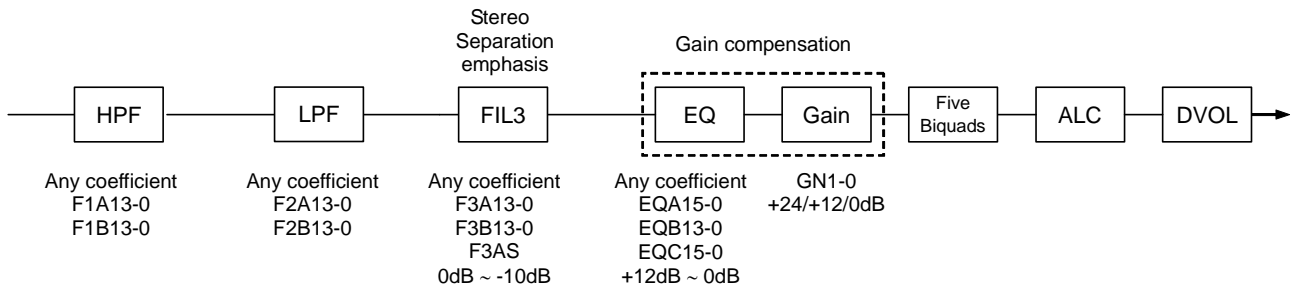 Stereo
Separation
emphasis
Gain compensation
HPF
LPF
FIL3
EQ
Gain
Five
Biquads
ALC
DVOL
Any coefficient
F1A13-0
F1B13-0
Any coefficient
F2A13-0
F2B13-0
Any coefficient
F3A13-0
F3B13-0
F3AS
0dB ~ -10dB
Any coefficient
EQA15-0
EQB13-0
EQC15-0
+12dB ~ 0dB
GN1-0
+24/+12/0dB